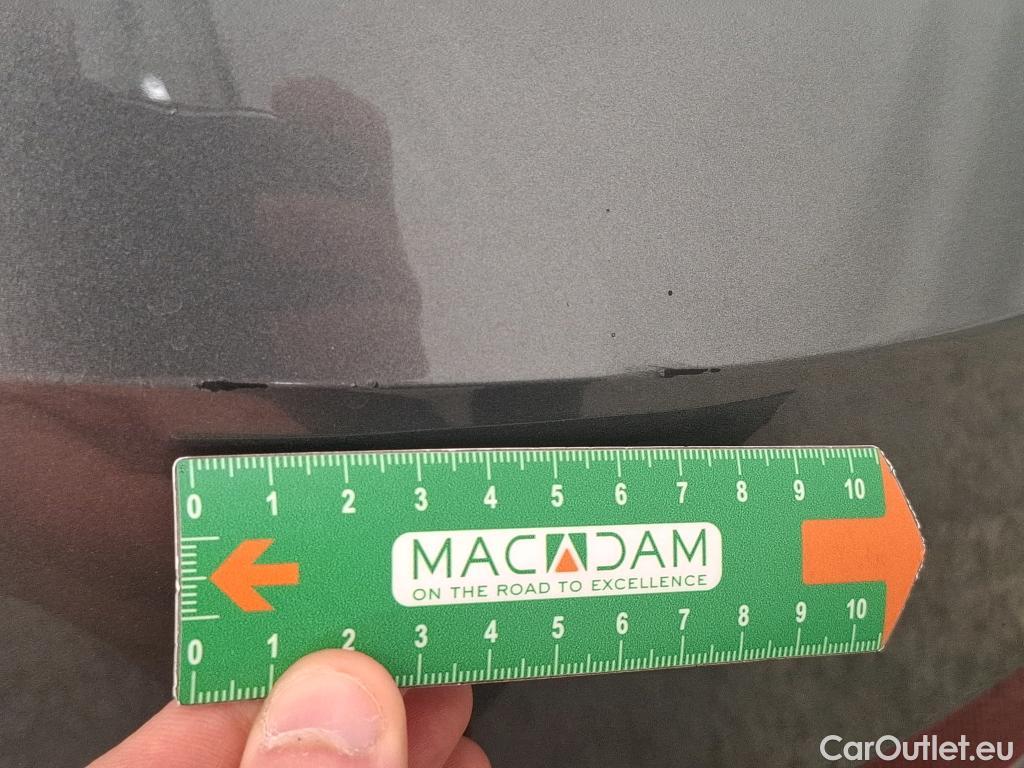 0 1 2 3 4 5 6 7 8 9 10
MACADAM
ON THE ROAD TO EXCELLENCE
0 1 2 3 4 5 6 7 8 9 10
CarOutlet.eu